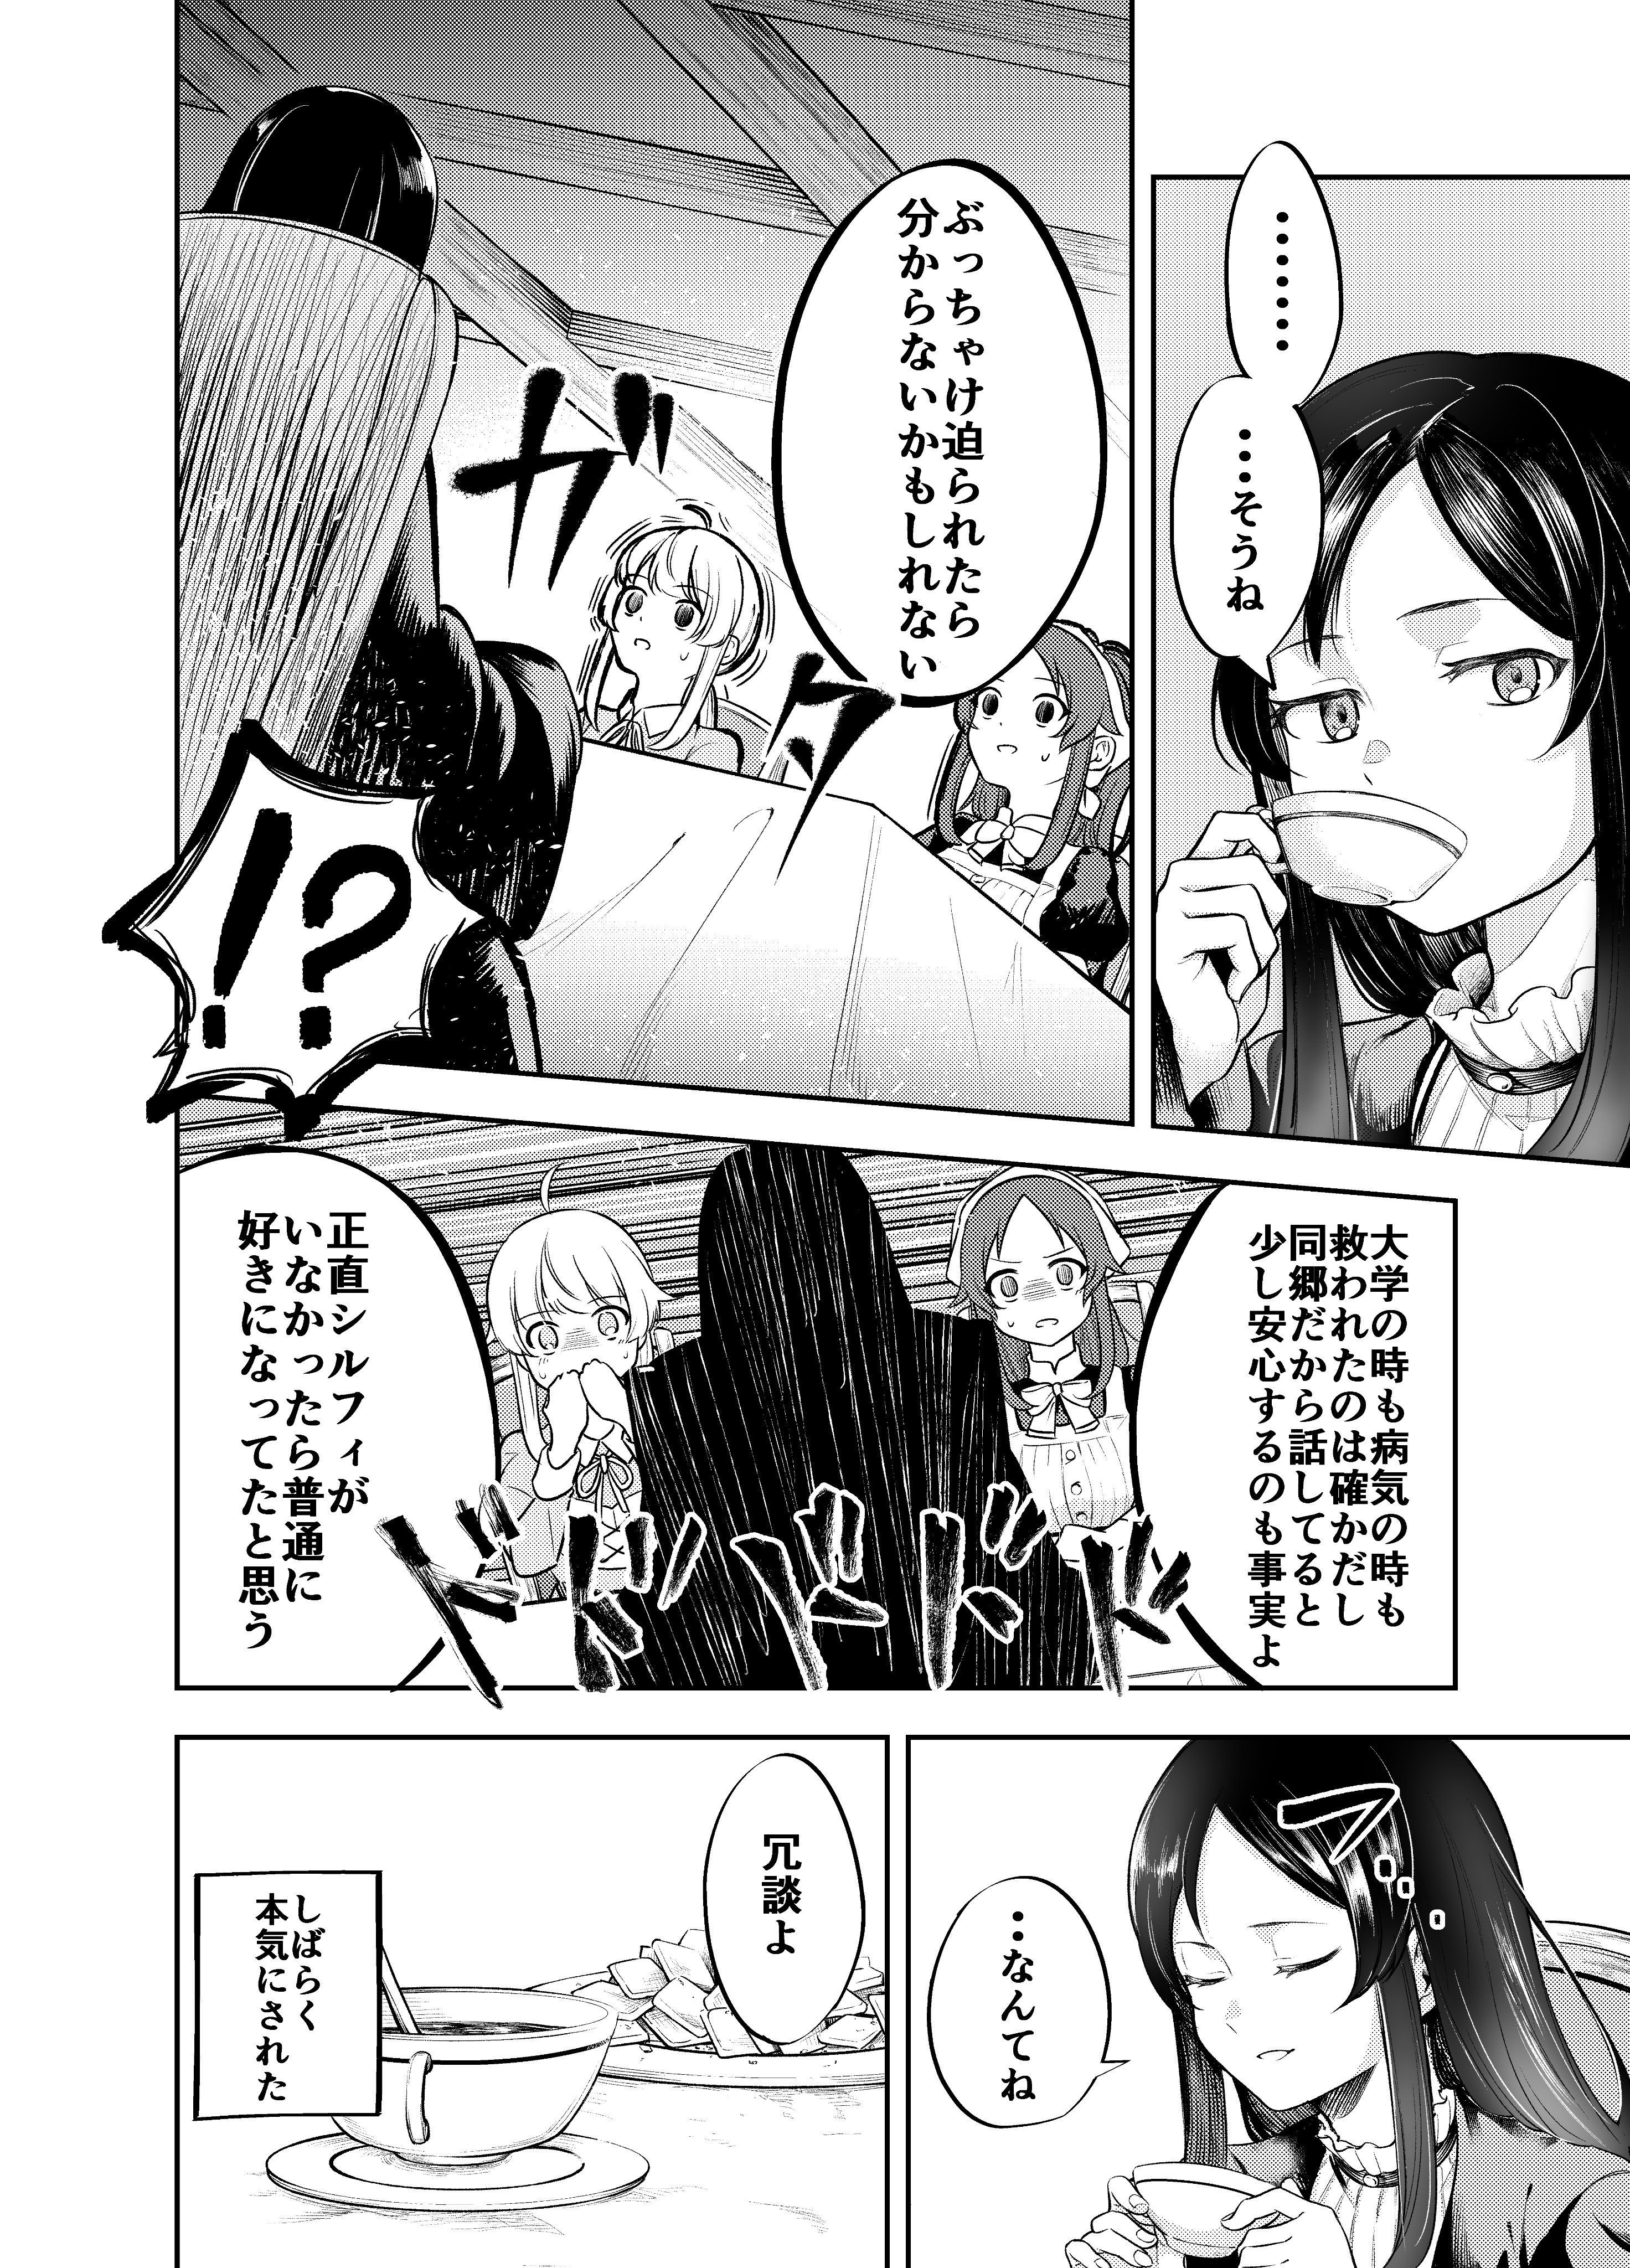 ………
…そうね
ぶっちゃけ迫られたら
分からないかもしれない
ガ
タッ
!?
大学の時も病気の時も
救われたのは確かだし
同郷だから話してると
少し安心するのも事実よ
正直シルフィが
いなかったら普通に
好きになってたと思う
ドドドドド
フ…
‥なんてね
冗談よ
しばらく
本気にされた